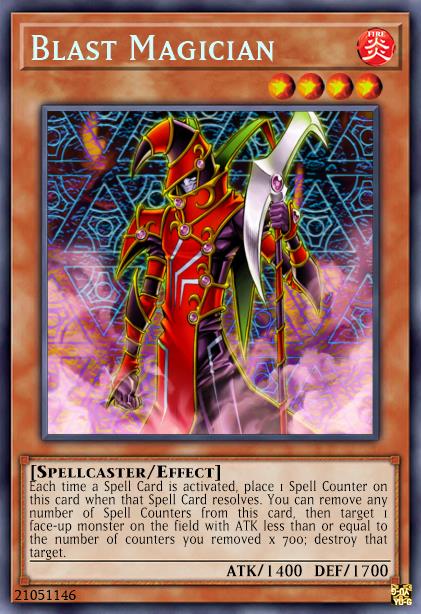 BLAST MAGICIAN
FIRE
炎
[SPELLCASTER/EFFECT]
Each time a Spell Card is activated, place 1 Spell Counter on
this card when that Spell Card resolves. You can remove any
number of Spell Counters from this card, then target 1
face-up monster on the field with ATK less than or equal to
the number of counters you removed x 700; destroy that
target.
ATK/1400 DEF/1700
21051146